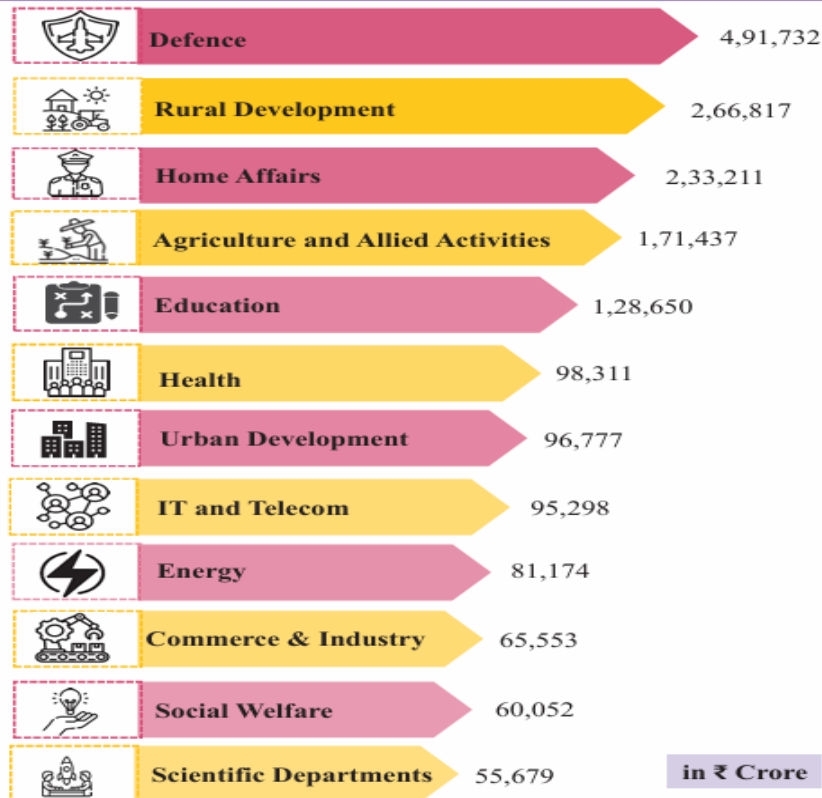 Defence 4,91,732
Rural Development 2,66,817
Home Affairs 2,33,211
Agriculture and Allied Activities 1,71,437
Education 1,28,650
Health 98,311
Urban Development 96,777
IT and Telecom 95,298
Energy 81,174
Commerce & Industry 65,553
Social Welfare 60,052
Scientific Departments 55,679
in ₹ Crore